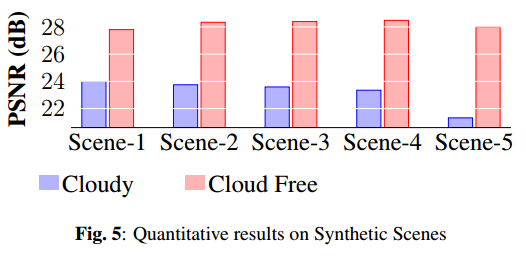 PSNR (dB)
28
26
24
22
Scene-1 Scene-2 Scene-3 Scene-4 Scene-5
Cloudy Cloud Free
Fig. 5: Quantitative results on Synthetic Scenes